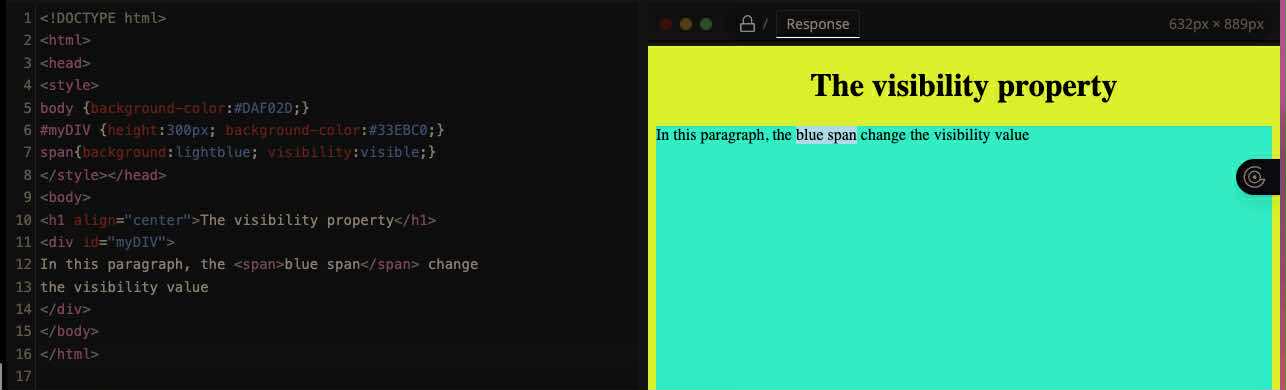 1 <!DOCTYPE html>
2 <html>
3 <head>
4 <style>
5 body {background-color:#DAF02D;}
6 #myDIV {height:300px; background-color:#33EBC0;}
7 span{background:lightblue; visibility:visible;}
8 </style></head>
9 <body>
10 <h1 align="center">The visibility property</h1>
11 <div id="myDIV">
12 In this paragraph, the <span>blue span</span> change
13 the visibility value
14 </div>
15 </body>
16 </html>
17
/ Response 632px × 889px
The visibility property
In this paragraph, the blue span change the visibility value